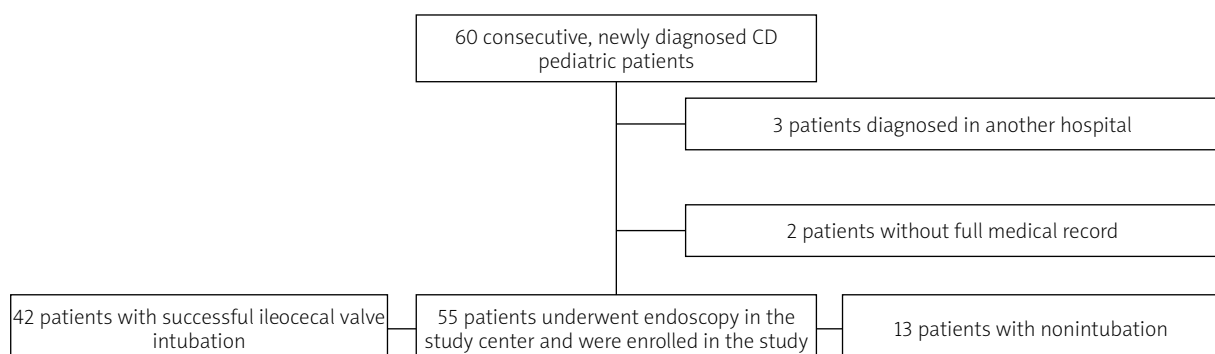 60 consecutive, newly diagnosed CD
pediatric patients
3 patients diagnosed in another hospital
2 patients without full medical record
42 patients with successful ileocecal valve
intubation
55 patients underwent endoscopy in the
study center and were enrolled in the study
13 patients with nonintubation